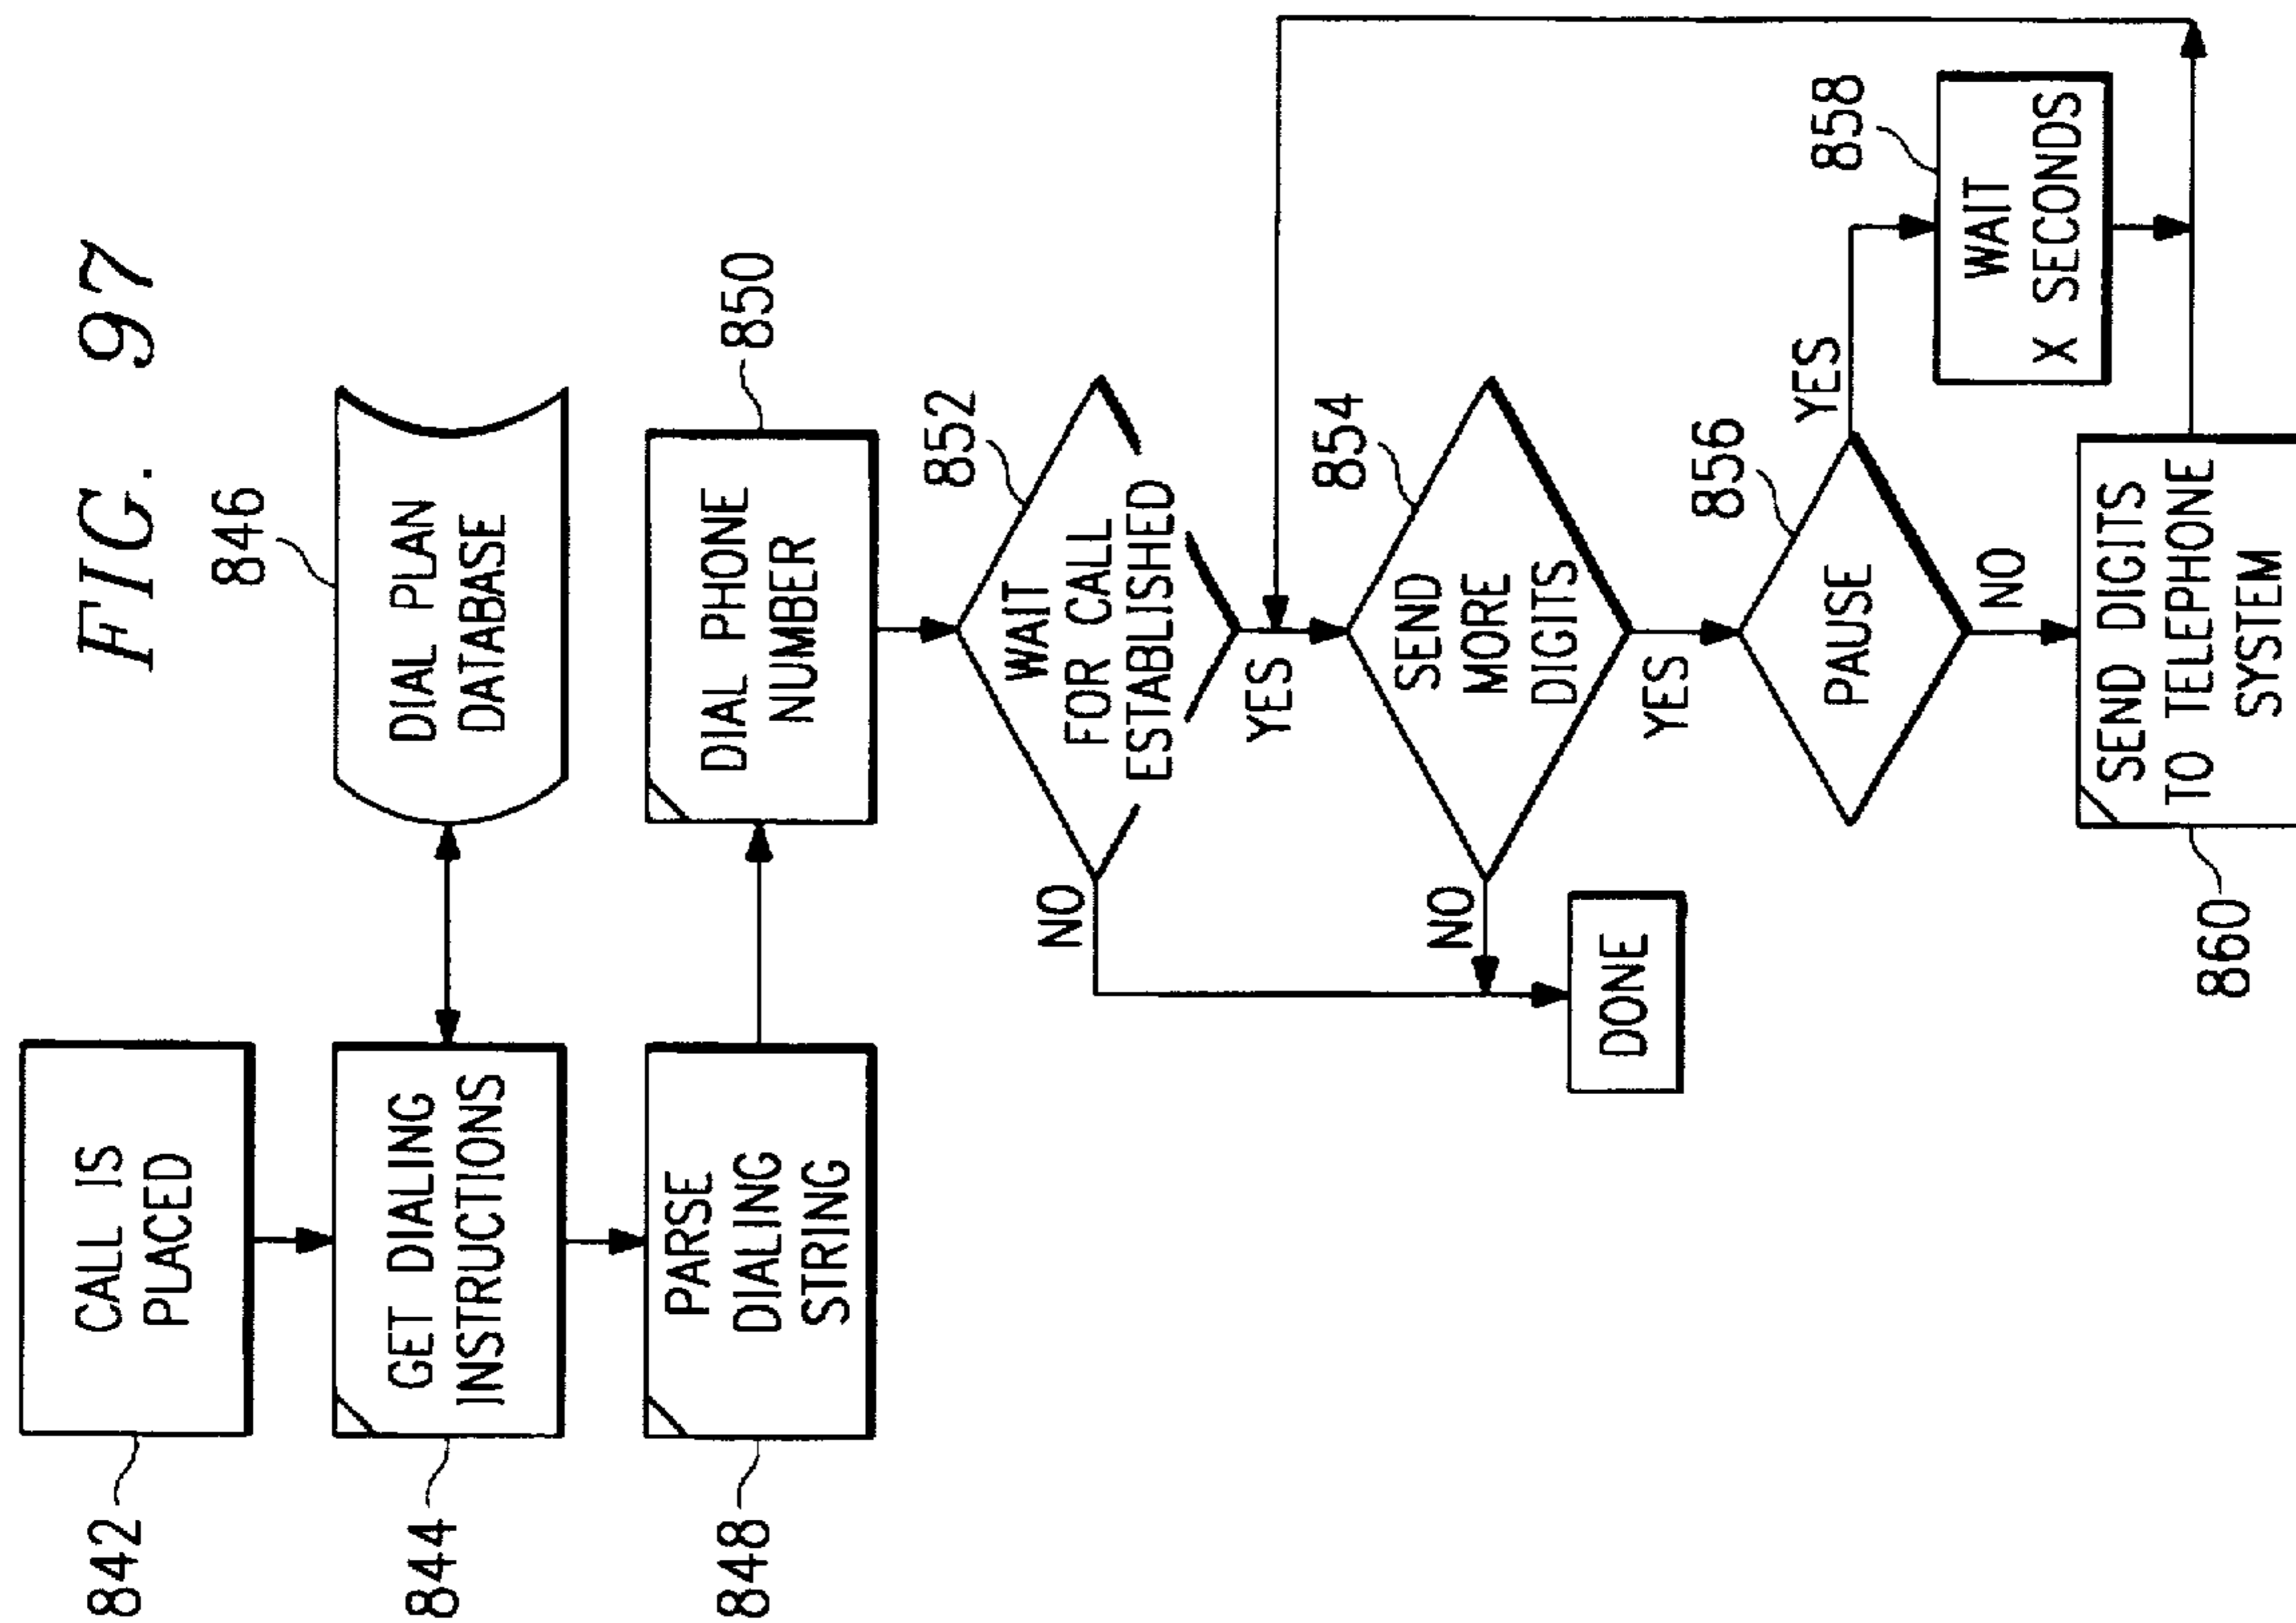 FIG. 97
842
CALL IS
PLACED
844
GET DIALING
INSTRUCTIONS
846
DIAL PLAN
DATABASE
848
PARSE
DIALING
STRING
850
DIAL PHONE
NUMBER
852
WAIT
FOR CALL
ESTABLISHED
NO
YES
854
SEND
MORE
DIGITS
NO
YES
DONE
856
PAUSE
YES
NO
858
WAIT
X SECONDS
860
SEND DIGITS
TO TELEPHONE
SYSTEM